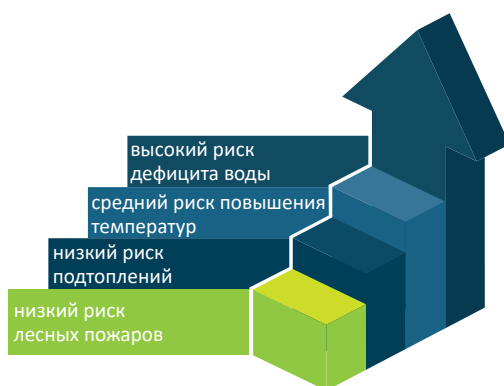 высокий риск
дефицита воды
средний риск повышения
температур
низкий риск
подтоплений
низкий риск
лесных пожаров